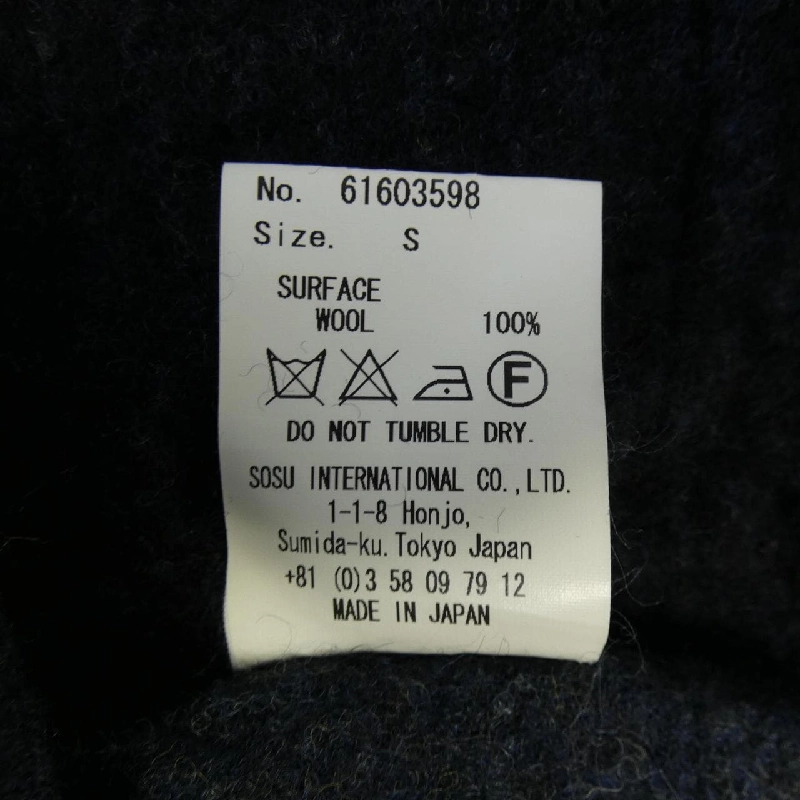 No. 61603598
Size. S
SURFACE
WOOL 100%
F
DO NOT TUMBLE DRY.
SOSU INTERNATIONAL CO.,LTD.
1-1-8 Honjo,
Sumida-ku. Tokyo Japan
+81 (0)3 58 09 79 12
MADE IN JAPAN